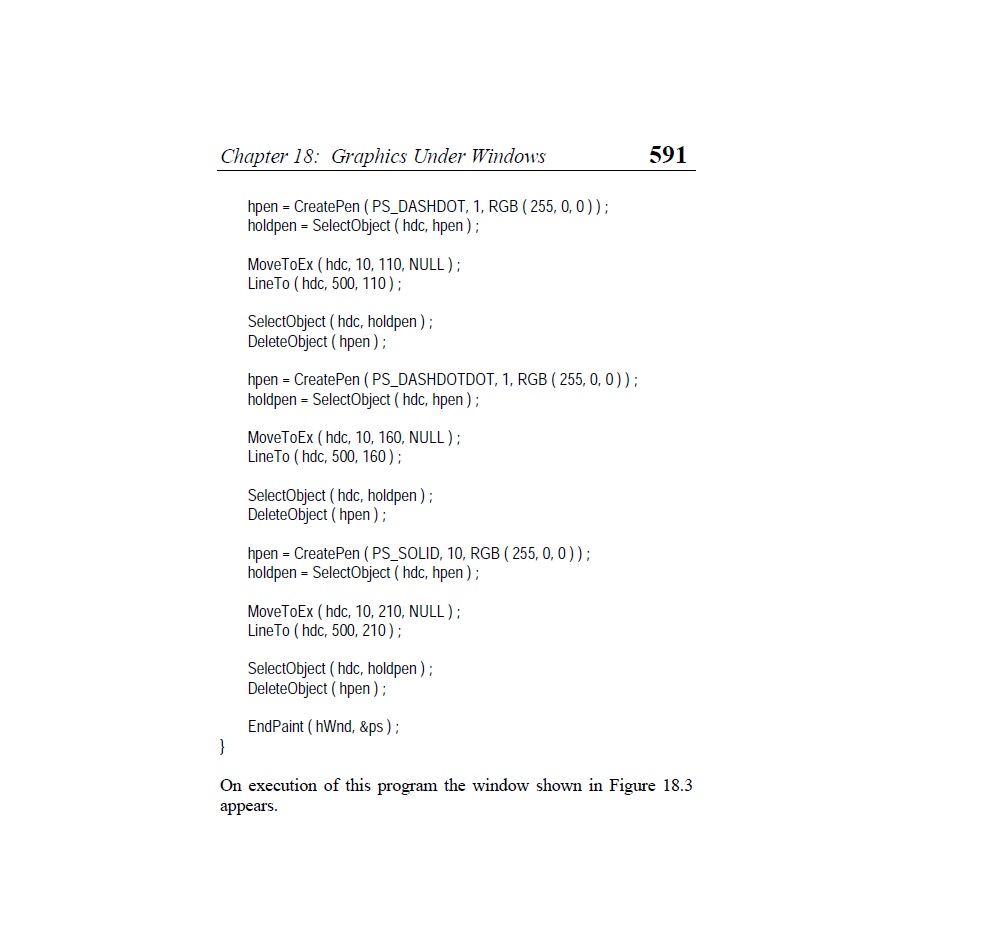 Chapter 18: Graphics Under Windows 591
hpen = CreatePen ( PS_DASHDOT, 1, RGB ( 255, 0, 0 ) ) ;
holdpen = SelectObject ( hdc, hpen ) ;
MoveToEx ( hdc, 10, 110, NULL ) ;
LineTo ( hdc, 500, 110 ) ;
SelectObject ( hdc, holdpen ) ;
DeleteObject ( hpen ) ;
hpen = CreatePen ( PS_DASHDOTDOT, 1, RGB ( 255, 0, 0 ) ) ;
holdpen = SelectObject ( hdc, hpen ) ;
MoveToEx ( hdc, 10, 160, NULL ) ;
LineTo ( hdc, 500, 160 ) ;
SelectObject ( hdc, holdpen ) ;
DeleteObject ( hpen ) ;
hpen = CreatePen ( PS_SOLID, 10, RGB ( 255, 0, 0 ) ) ;
holdpen = SelectObject ( hdc, hpen ) ;
MoveToEx ( hdc, 10, 210, NULL ) ;
LineTo ( hdc, 500, 210 ) ;
SelectObject ( hdc, holdpen ) ;
DeleteObject ( hpen ) ;
EndPaint ( hWnd, &ps ) ;
}
On execution of this program the window shown in Figure 18.3
appears.